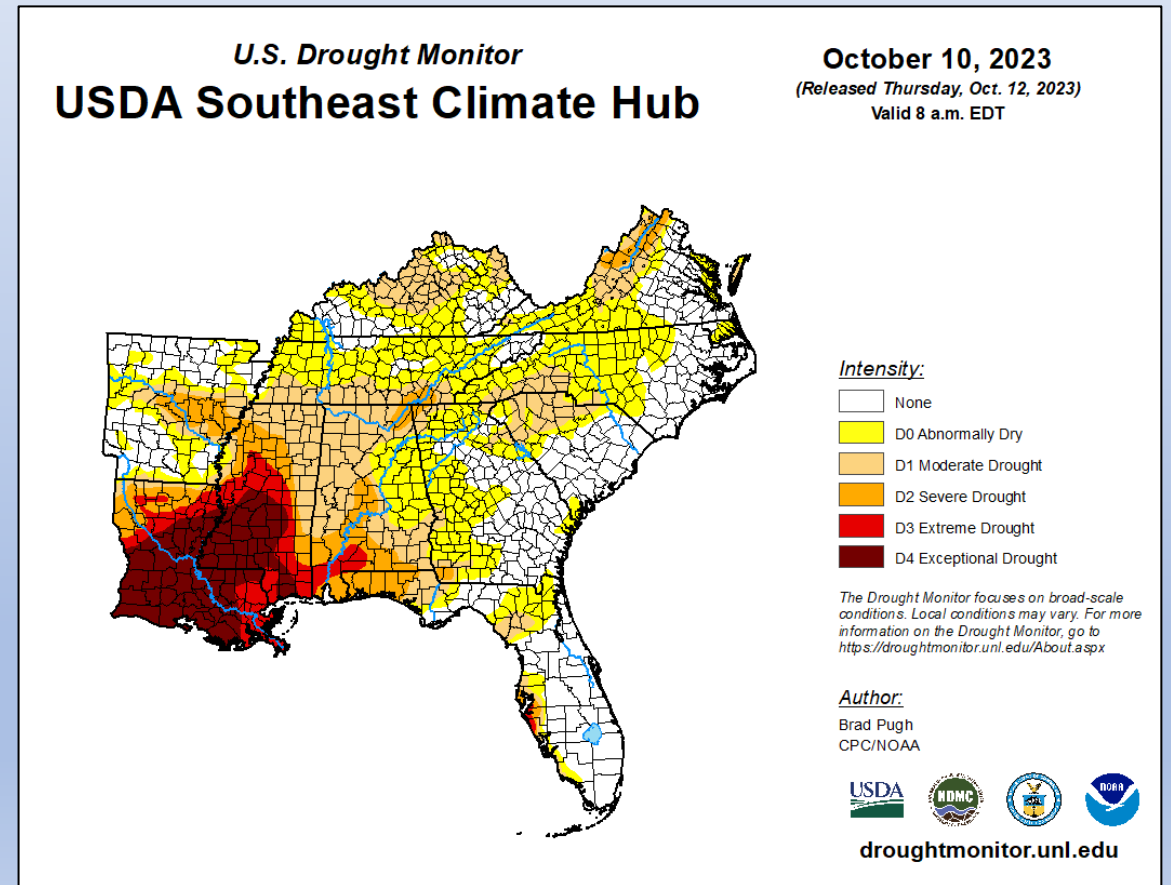 U.S. Drought Monitor
USDA Southeast Climate Hub
October 10, 2023
(Released Thursday, Oct. 12, 2023)
Valid 8 a.m. EDT
Intensity:
None
D0 Abnormally Dry
D1 Moderate Drought
D2 Severe Drought
D3 Extreme Drought
D4 Exceptional Drought
The Drought Monitor focuses on broad-scale
conditions. Local conditions may vary. For more
information on the Drought Monitor, go to
https://droughtmonitor.unl.edu/About.aspx
Author:
Brad Pugh
CPC/NOAA
USDA
NDMC
NOAA
droughtmonitor.unl.edu